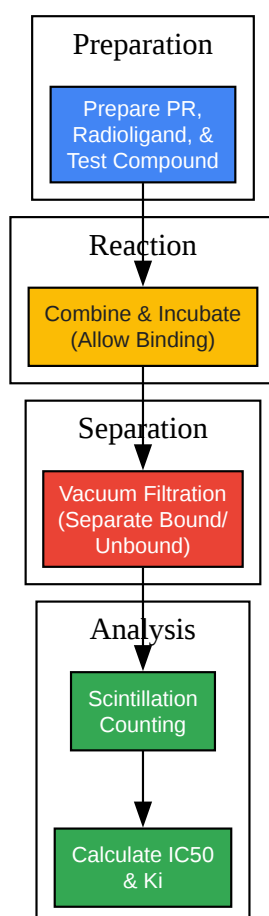 Preparation
Prepare PR,
Radioligand, &
Test Compound
Reaction
Combine & Incubate
(Allow Binding)
Separation
Vacuum Filtration
(Separate Bound/
Unbound)
Analysis
Scintillation
Counting
Calculate IC50
& Ki